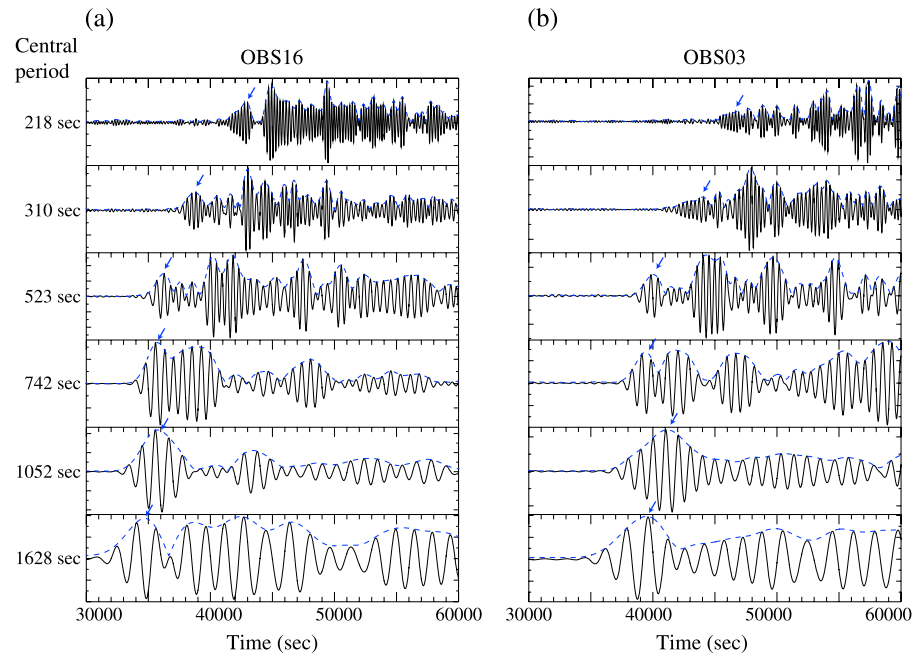 (a)
(b)
Central
period
OBS16
OBS03
218 sec
310 sec
523 sec
742 sec
1052 sec
1628 sec
30000 40000 50000 60000
30000 40000 50000 60000
Time (sec)
Time (sec)